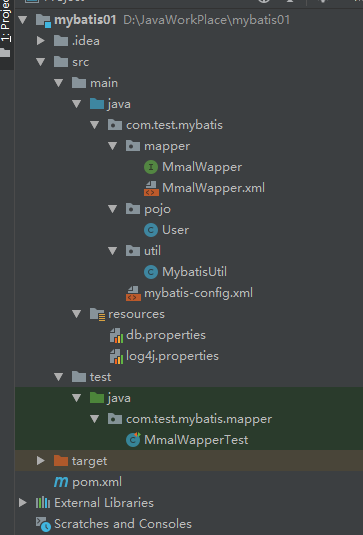 Project
1: Project
mybatis01 D:\JavaWorkPlace\mybatis01
.idea
src
main
java
com.test.mybatis
mapper
MmalWapper
MmalWapper.xml
pojo
User
util
MybatisUtil
mybatis-config.xml
resources
db.properties
log4j.properties
test
java
com.test.mybatis.mapper
MmalWapperTest
target
pom.xml
External Libraries
Scratches and Consoles